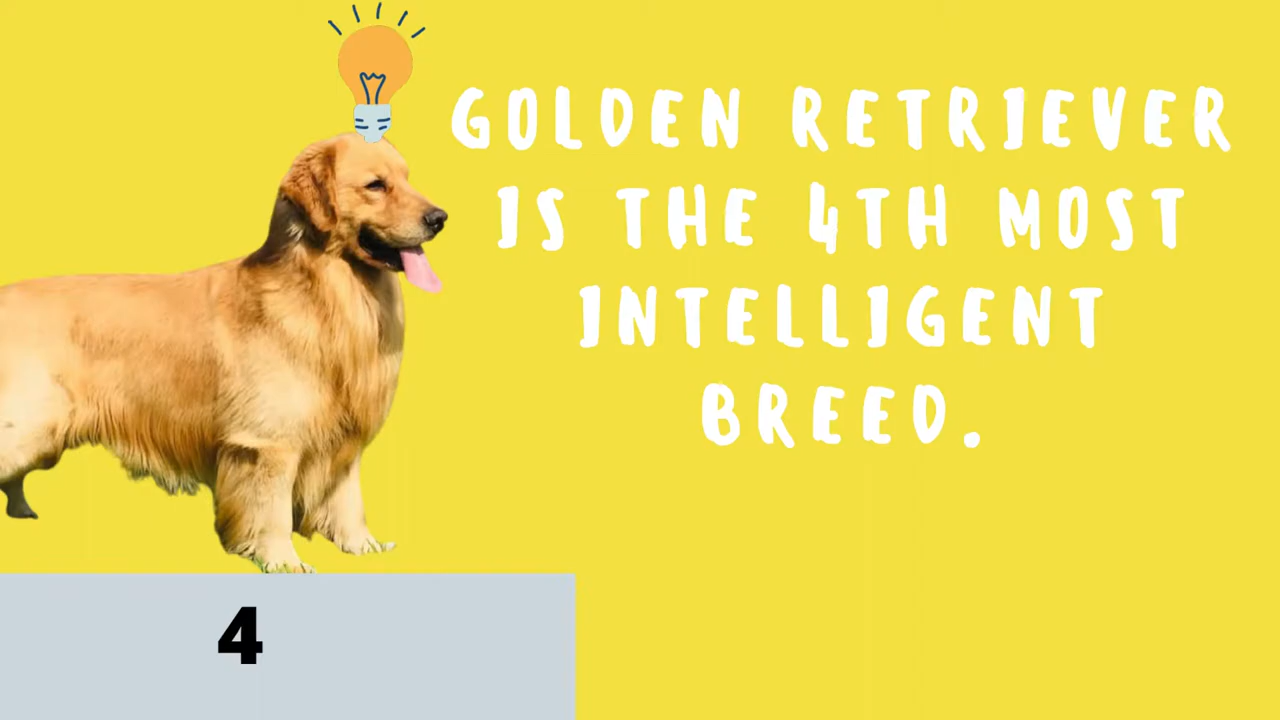 GOLDEN RETRIEVER
IS THE 4TH MOST
INTELLIGENT
BREED.
4